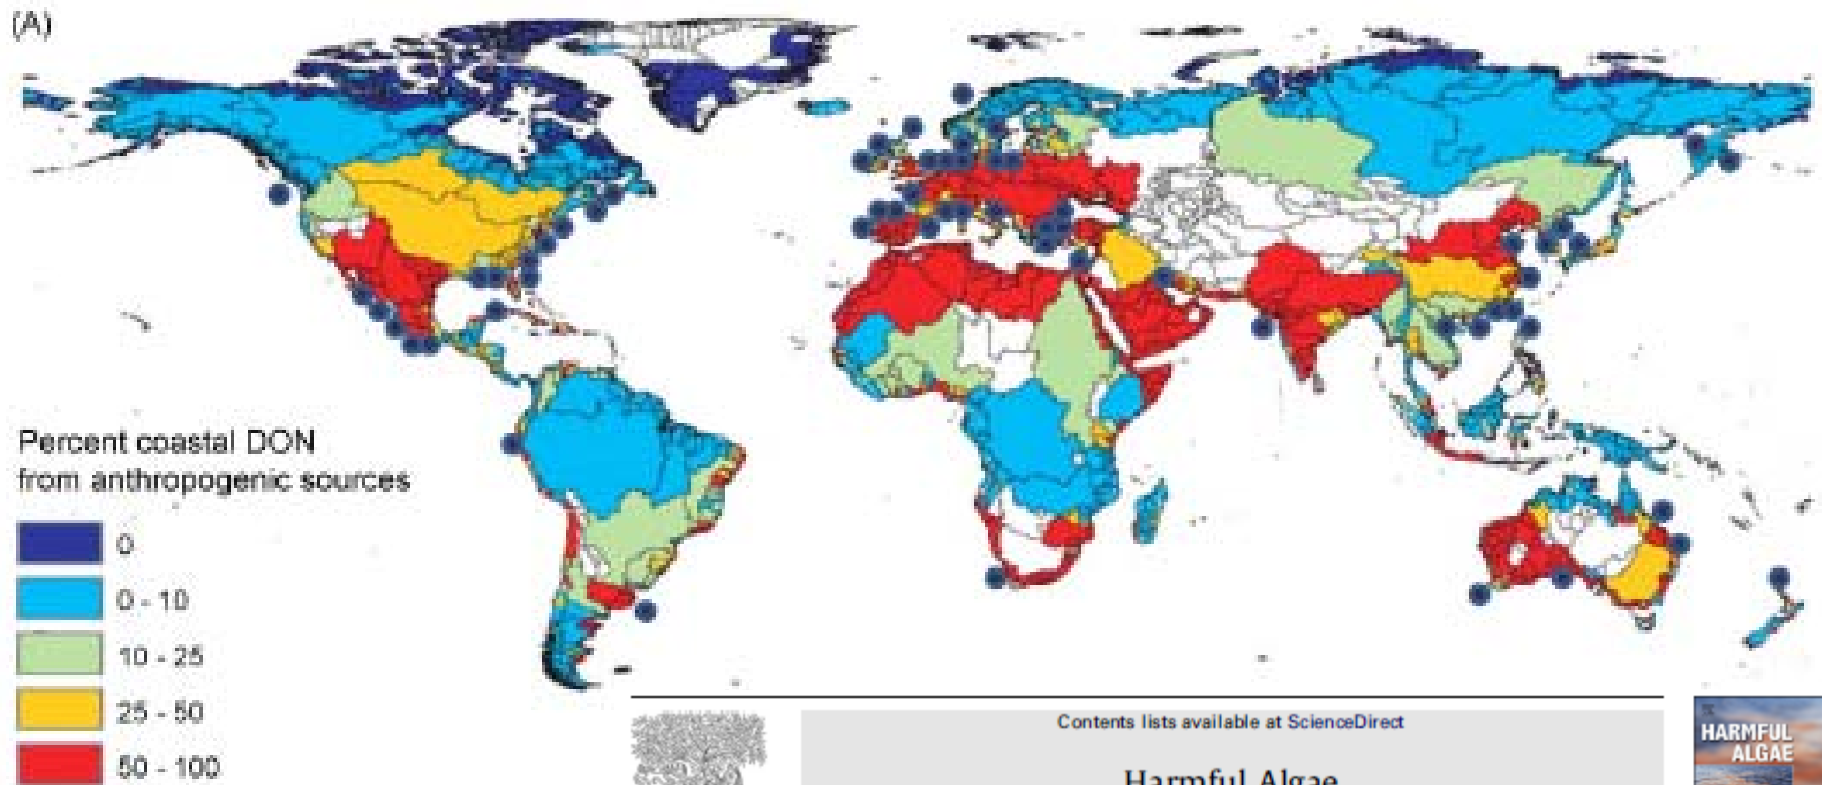 (A)
Percent coastal DON
from anthropogenic sources
0
0 - 10
10 - 25
25 - 50
50 - 100
Contents lists available at ScienceDirect
Harmful Algae
HARMFUL
ALGAE